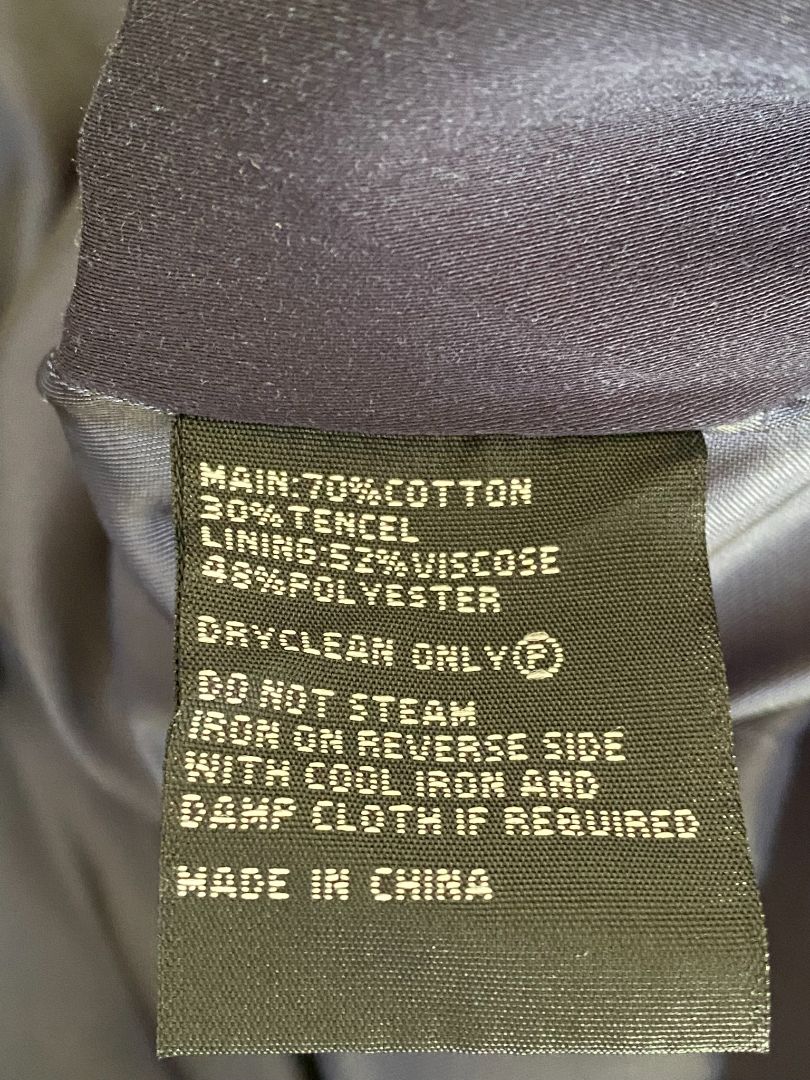 MAIN:70%COTTON
30%TENCEL
LINING:52%VISCOSE
48%POLYESTER
DRYCLEAN ONLY Ⓟ
DO NOT STEAM
IRON ON REVERSE SIDE
WITH COOL IRON AND
DAMP CLOTH IF REQUIRED
MADE IN CHINA